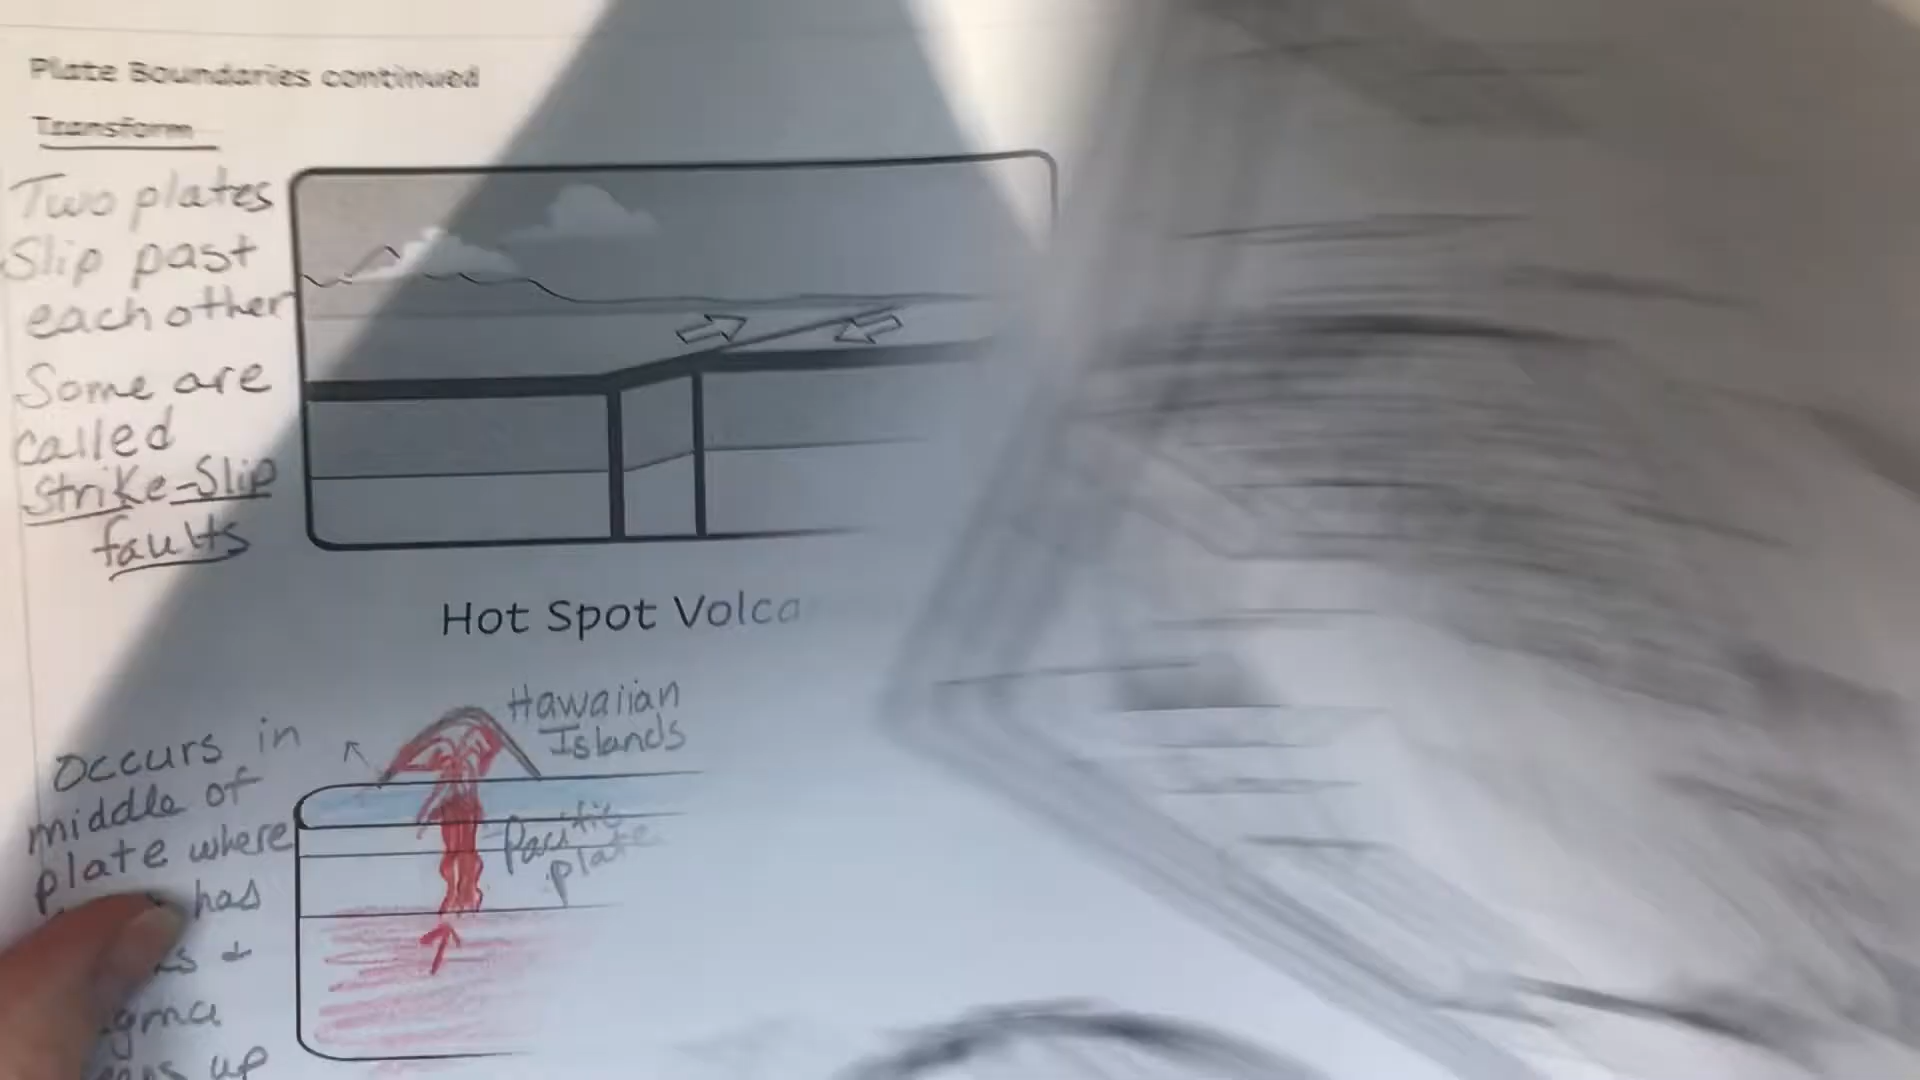 Plate Boundaries continued
Transform
Two plates
Slip past
each other
Some are
called
Strike-Slip
faults
Hot Spot
Hawaiian
Islands
Occurs in
middle of
plate where
has
Pacific
plate
up